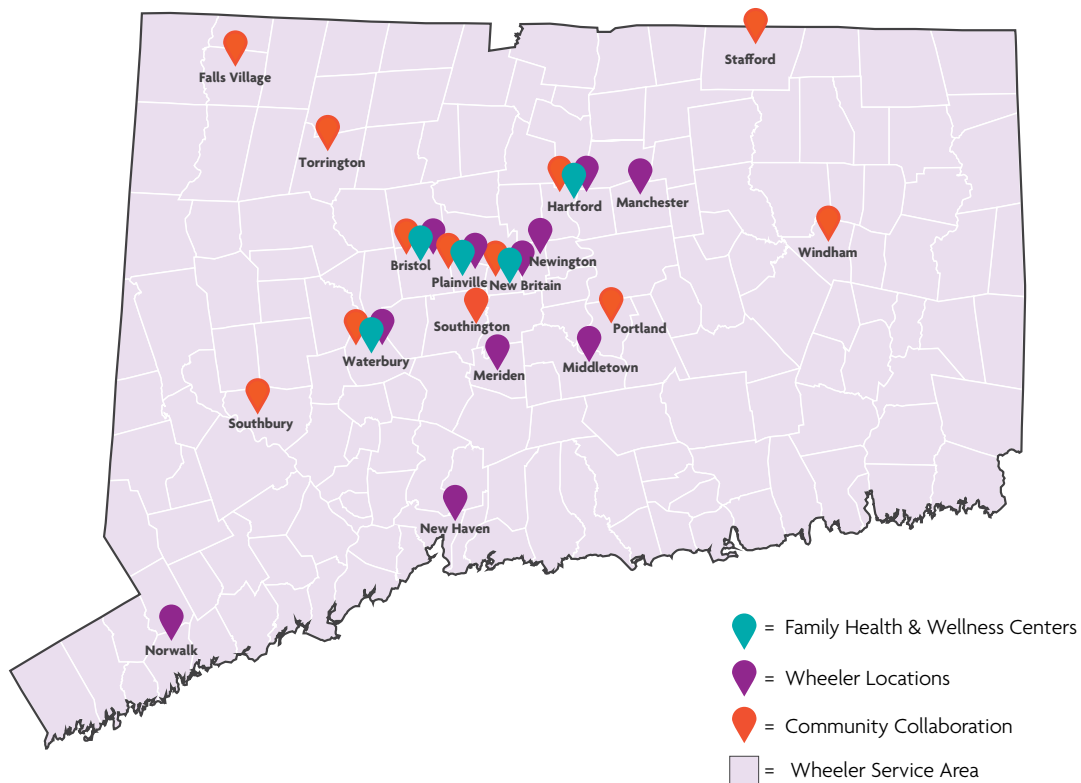 Stafford
Falls Village
Torrington
Hartford
Manchester
Windham
Bristol
Newington
Plainville
New Britain
Southington
Portland
Waterbury
Meriden
Middletown
Southbury
New Haven
Norwalk
= Family Health & Wellness Centers
= Wheeler Locations
= Community Collaboration
= Wheeler Service Area